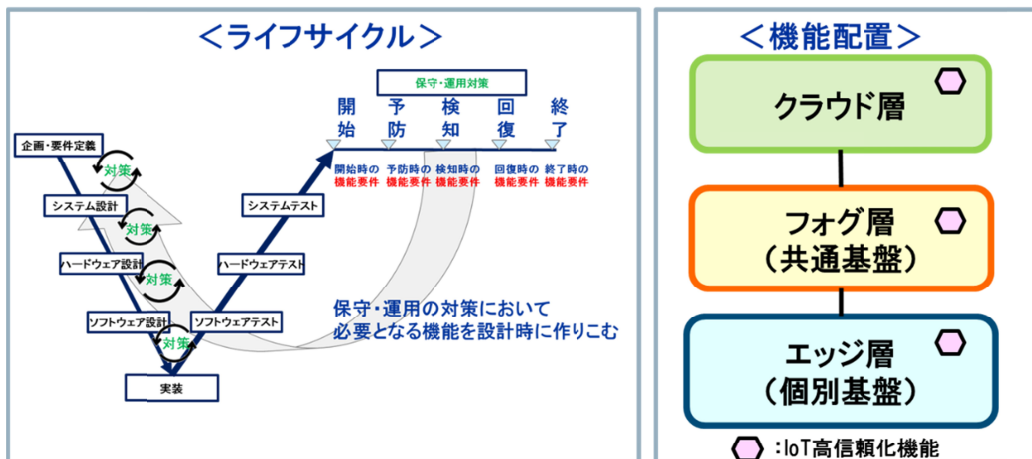 ＜ライフサイクル＞
保守・運用対策
開始
予防
検知
回復
終了
開始時の
機能要件
予防時の
機能要件
検知時の
機能要件
回復時の
機能要件
終了時の
機能要件
企画・要件定義
対策
システム設計
対策
ハードウェア設計
対策
ソフトウェア設計
対策
実装
ソフトウェアテスト
ハードウェアテスト
システムテスト
保守・運用の対策において
必要となる機能を設計時に作りこむ
＜機能配置＞
クラウド層
フォグ層
（共通基盤）
エッジ層
（個別基盤）
：IoT高信頼化機能